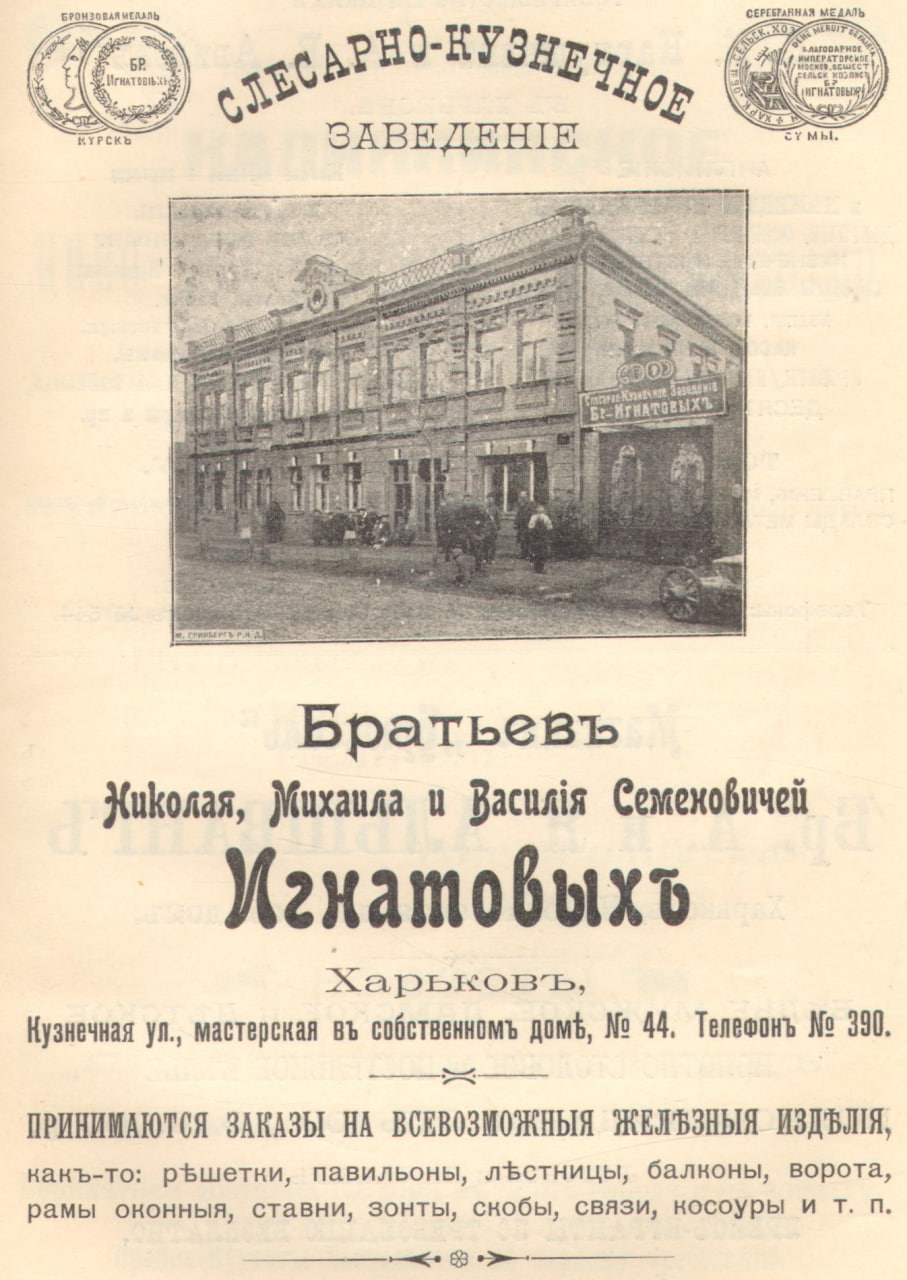 БРОНЗОВАЯ МЕДАЛЬ
БР.
ИГНАТОВЫХЪ
КУРСКЪ
СЕРЕБРЯННАЯ МЕДАЛЬ
БЛАГОДАРНОЕ
ИМПЕРАТОРСКОЕ
МОСКОВ. ОБЩЕСТ
СЕЛЬСК ХОЗЯЙС
БР
ИГНАТОВЫМЪ
СУМЫ.
СЛЕСАРНО-КУЗНЕЧНОЕ
ЗАВЕДЕНІЕ
Слесарно-Кузнечное Заведеніе
Бр. ИГНАТОВЫХЪ
М. ГРИНБЕРГЪ Р. Н. Д.
Братьевъ
Николая, Михаила и Василія Семеновичей
Игнатовыхъ
Харьковъ,
Кузнечная ул., мастерская въ собственномъ домѣ, № 44. Телефонъ № 390.
ПРИНИМАЮТСЯ ЗАКАЗЫ НА ВСЕВОЗМОЖНЫЯ ЖЕЛѢЗНЫЯ ИЗДѢЛІЯ,
какъ-то: рѣшетки, павильоны, лѣстницы, балконы, ворота,
рамы оконныя, ставни, зонты, скобы, связи, косоуры и т. п.